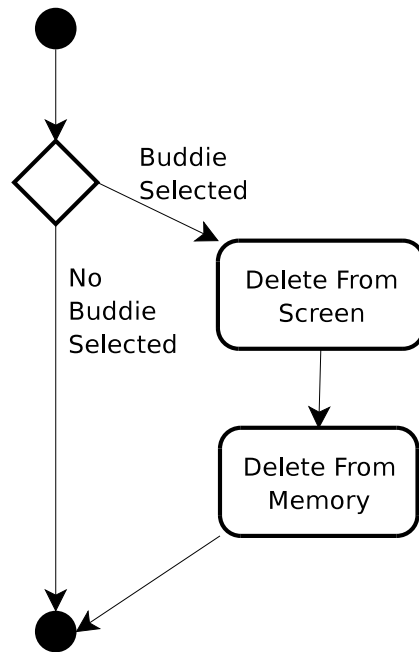 Buddie
Selected
No
Buddie
Selected
Delete From
Screen
Delete From
Memory